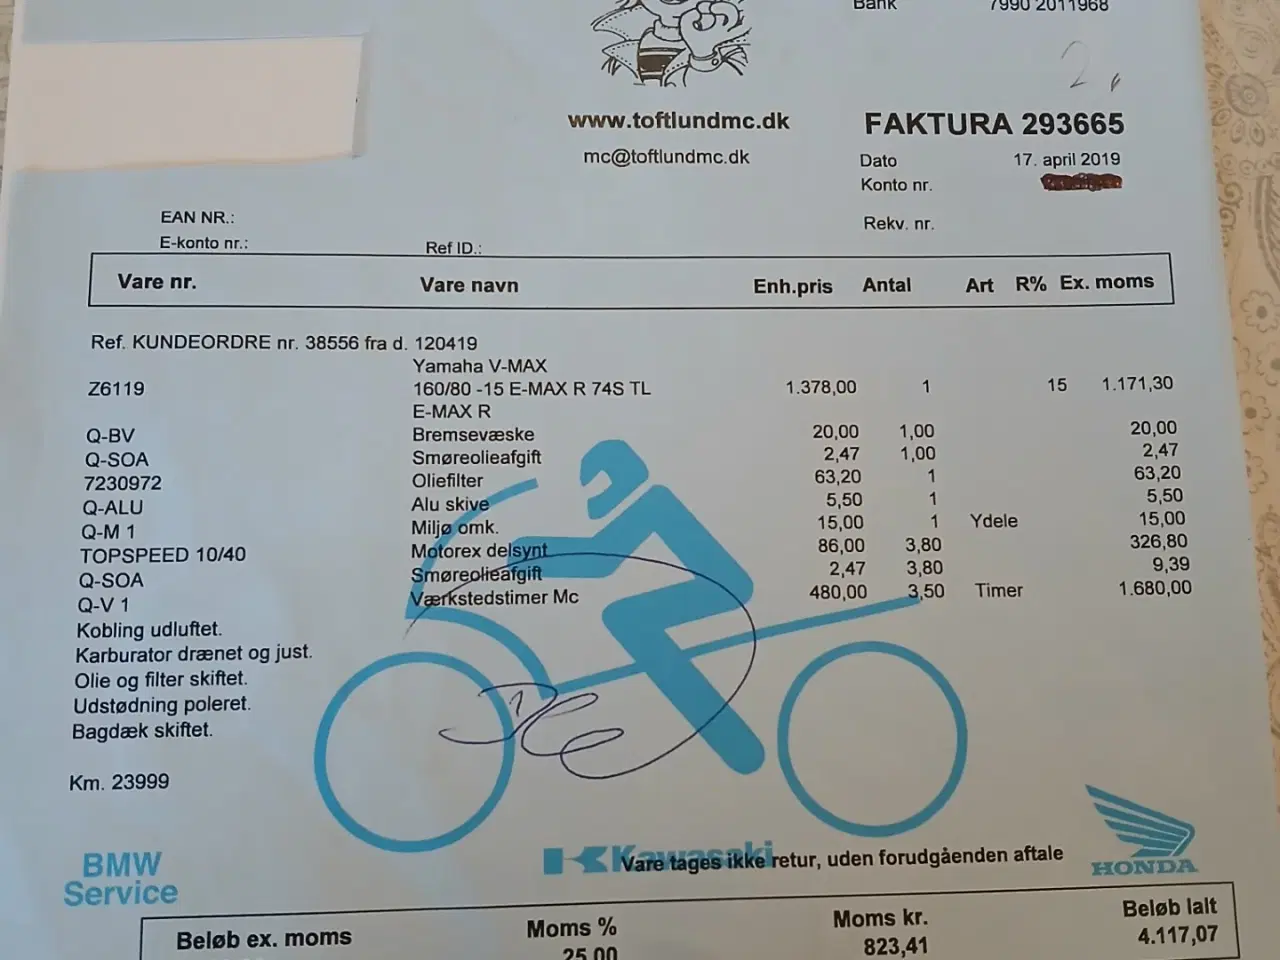 Bank 7990 2011968
www.toftlundmc.dk
mc@toftlundmc.dk
FAKTURA 293665
Dato 17. april 2019
Konto nr.
Rekv. nr.
EAN NR.:
E-konto nr.:
Ref ID.:
Vare nr. Vare navn Enh.pris Antal Art R% Ex. moms
Ref. KUNDEORDRE nr. 38556 fra d. 120419
Yamaha V-MAX
Z6119 160/80 -15 E-MAX R 74S TL 1.378,00 1 15 1.171,30
E-MAX R
Q-BV Bremsevæske 20,00 1,00 20,00
Q-SOA Smøreolieafgift 2,47 1,00 2,47
7230972 Oliefilter 63,20 1 63,20
Q-ALU Alu skive 5,50 1 5,50
Q-M 1 Miljø omk. 15,00 1 Ydele 15,00
TOPSPEED 10/40 Motorex delsynt 86,00 3,80 326,80
Q-SOA Smøreolieafgift 2,47 3,80 9,39
Q-V 1 Værkstedstimer Mc 480,00 3,50 Timer 1.680,00
Kobling udluftet.
Karburator drænet og just.
Olie og filter skiftet.
Udstødning poleret.
Bagdæk skiftet.
Km. 23999
BMW
Service
Kawasaki
Vare tages ikke retur, uden forudgåenden aftale
HONDA
Beløb ex. moms Moms % Moms kr. Beløb Ialt
25,00 823,41 4.117,07